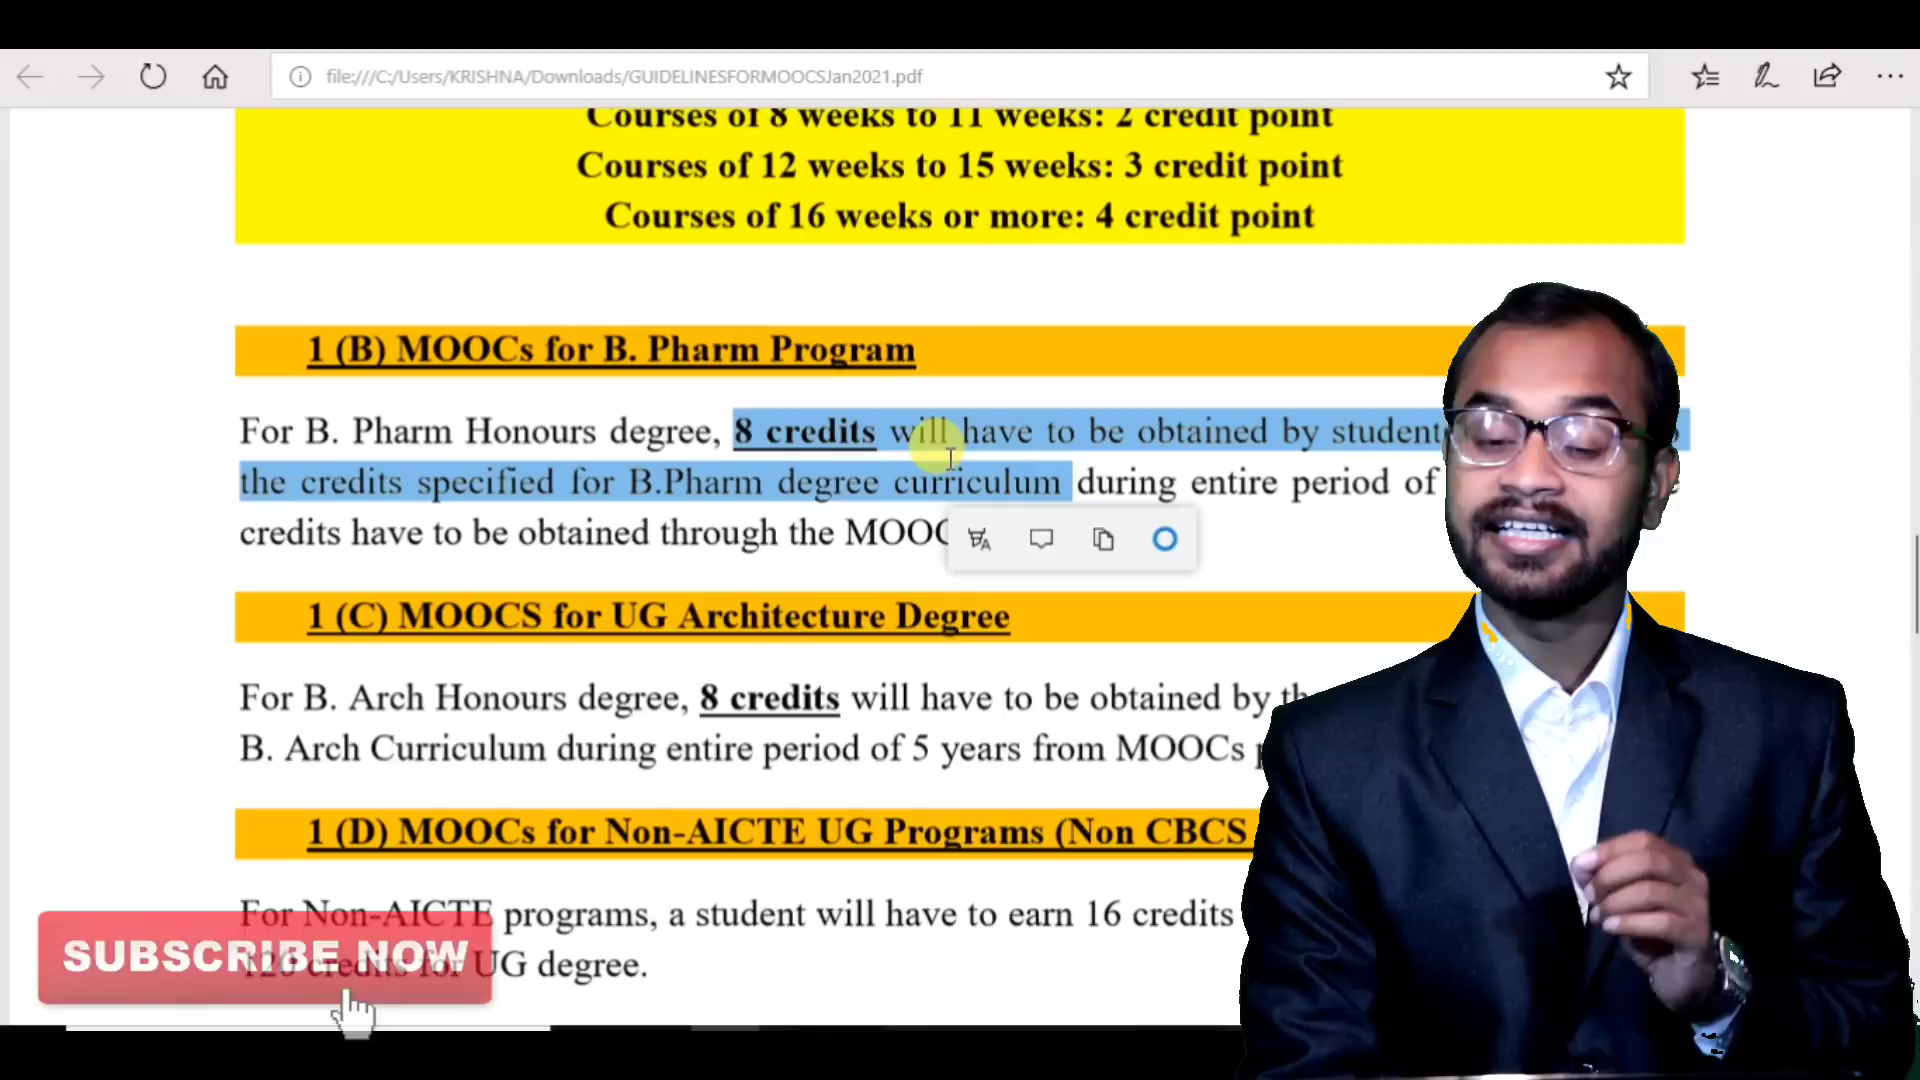 file:///C:/Users/KRISHNA/Downloads/GUIDELINESFORMOOCSJan2021.pdf
Courses of 8 weeks to 11 weeks: 2 credit point
Courses of 12 weeks to 15 weeks: 3 credit point
Courses of 16 weeks or more: 4 credit point
1 (B) MOOCs for B. Pharm Program
For B. Pharm Honours degree, 8 credits will have to be obtained by student
the credits specified for B.Pharm degree curriculum during entire period of
credits have to be obtained through the
1 (C) MOOCS for UG Architecture Degree
For B. Arch Honours degree, 8 credits will have to be obtained by
B. Arch Curriculum during entire period of 5 years from MOOCs
1 (D) MOOCs for Non-AICTE UG Programs (Non CBCS
For Non-AICTE programs, a student will have to earn 16 credits
120 credits for UG degree.
SUBSCRIBE NOW